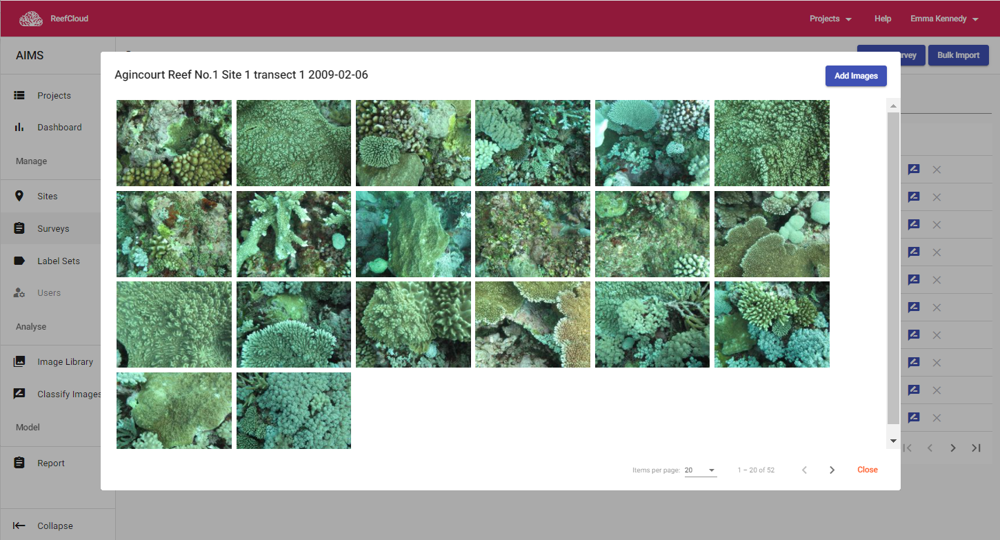 ReefCloud
Projects
Help
Emma Kennedy
AIMS
Bulk Import
Agincourt Reef No.1 Site 1 transect 1 2009-02-06
Add Images
Projects
Dashboard
Manage
Sites
Surveys
Label Sets
Users
Analyse
Image Library
Classify Images
Model
Report
Collapse
Items per page: 20
1 – 20 of 52
Close